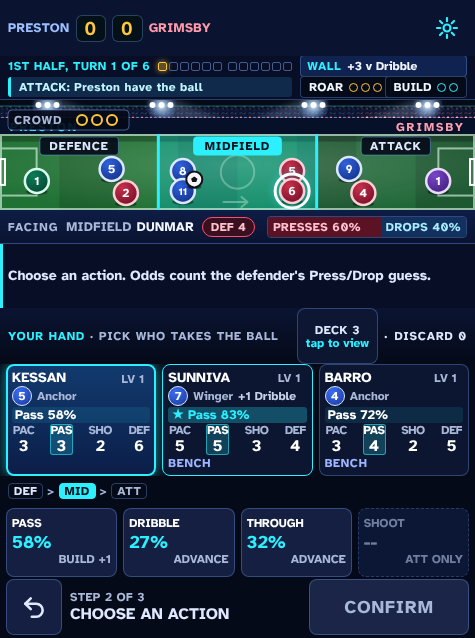 PRESTON 0 0 GRIMSBY
1ST HALF, TURN 1 OF 6
WALL +3 v Dribble
ATTACK: Preston have the ball
ROAR BUILD
CROWD
PRESTON GRIMSBY
DEFENCE MIDFIELD ATTACK
1 5 2 8 11 5 6 9 4 1
FACING MIDFIELD DUNMAR DEF 4 PRESSES 60% DROPS 40%
Choose an action. Odds count the defender's Press/Drop guess.
YOUR HAND · PICK WHO TAKES THE BALL
DECK 3
tap to view
· DISCARD 0
KESSAN LV 1
5 Anchor
Pass 58%
PAC PAS SHO DEF
3 3 2 6
SUNNIVA LV 1
7 Winger +1 Dribble
★ Pass 83%
PAC PAS SHO DEF
5 5 3 4
BENCH
BARRO LV 1
4 Anchor
Pass 72%
PAC PAS SHO DEF
3 4 2 5
BENCH
DEF > MID > ATT
PASS
58%
BUILD +1
DRIBBLE
27%
ADVANCE
THROUGH
32%
ADVANCE
SHOOT
--
ATT ONLY
STEP 2 OF 3
CHOOSE AN ACTION
CONFIRM